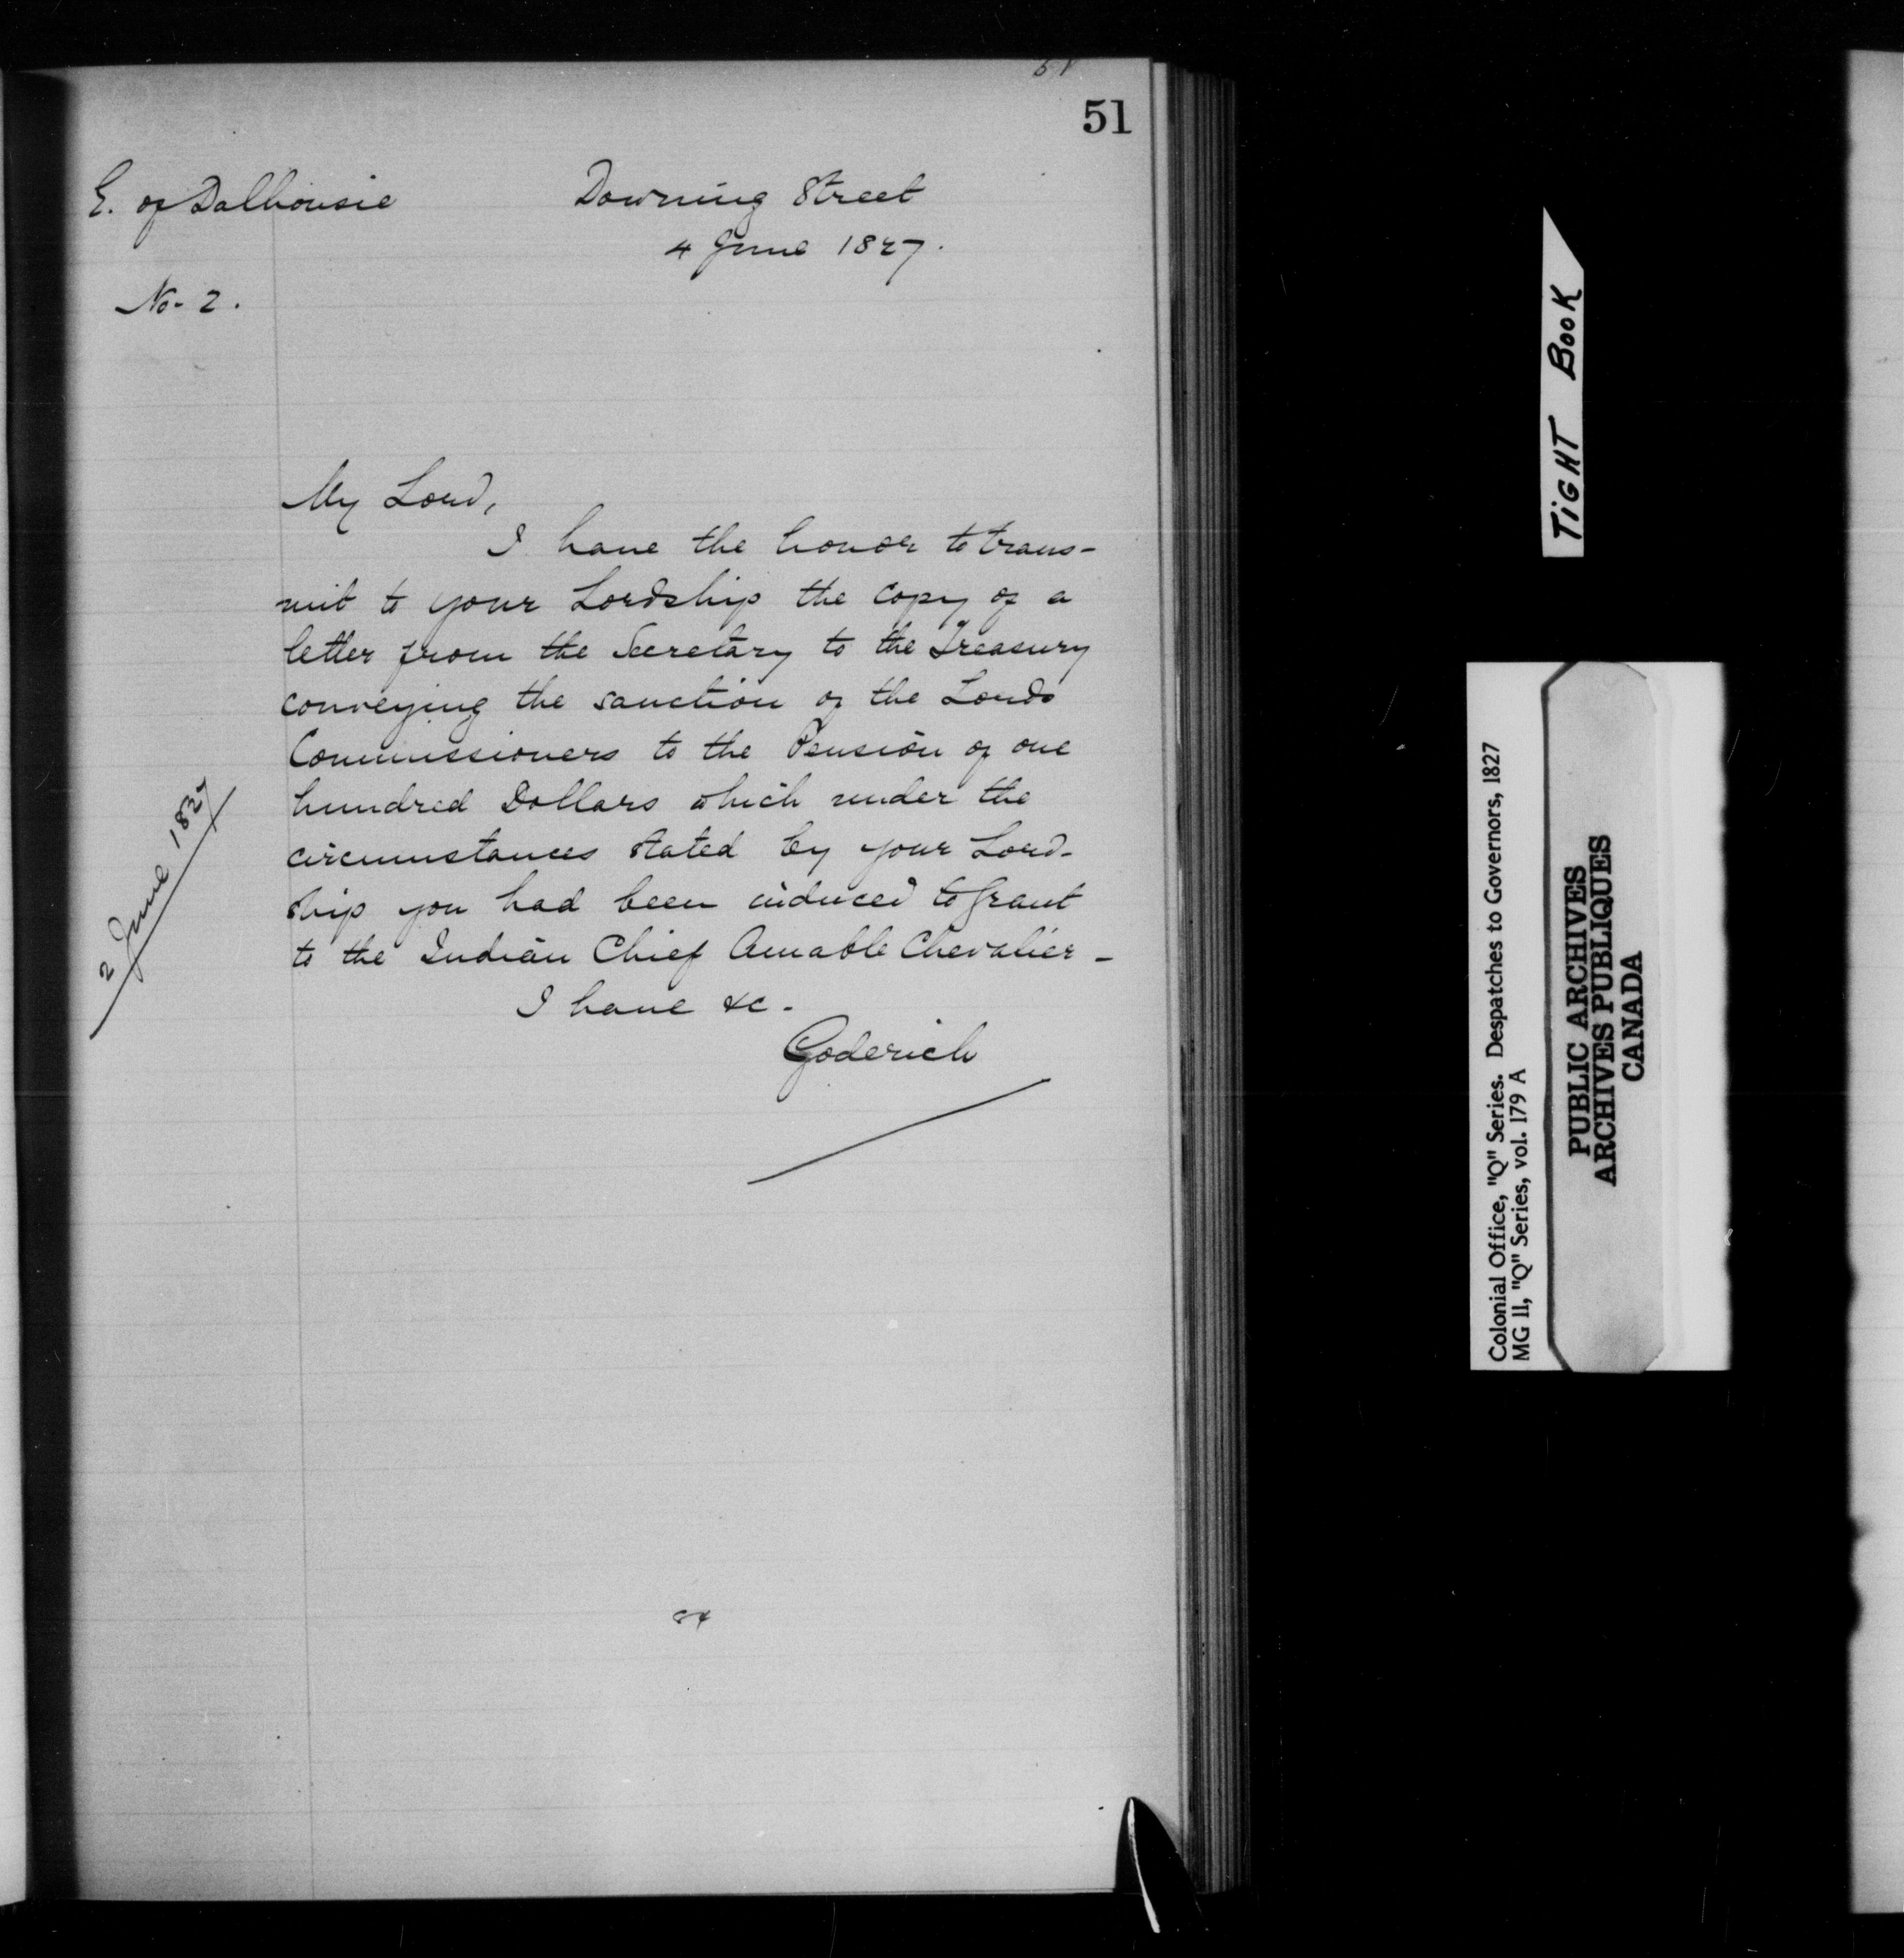 51
E. of Dalhousie
Downing Street
4 June 1827.
No. 2.
My Lord,
I have the honor to trans-
mit to your Lordship the copy of a
letter from the Secretary to the Treasury
conveying the sanction of the Lords
Commissioners to the Pension of one
hundred Dollars which under the
circumstances stated by your Lord-
ship you had been induced to grant
to the Indian Chief Amable Chevalier -
I have &c.
Goderich
2 June 1827
84
TiGHT BooK
Colonial Office, "Q" Series. Despatches to Governors, 1827
MG 11, "Q" Series, vol. 179 A
PUBLIC ARCHIVES
ARCHIVES PUBLIQUES
CANADA